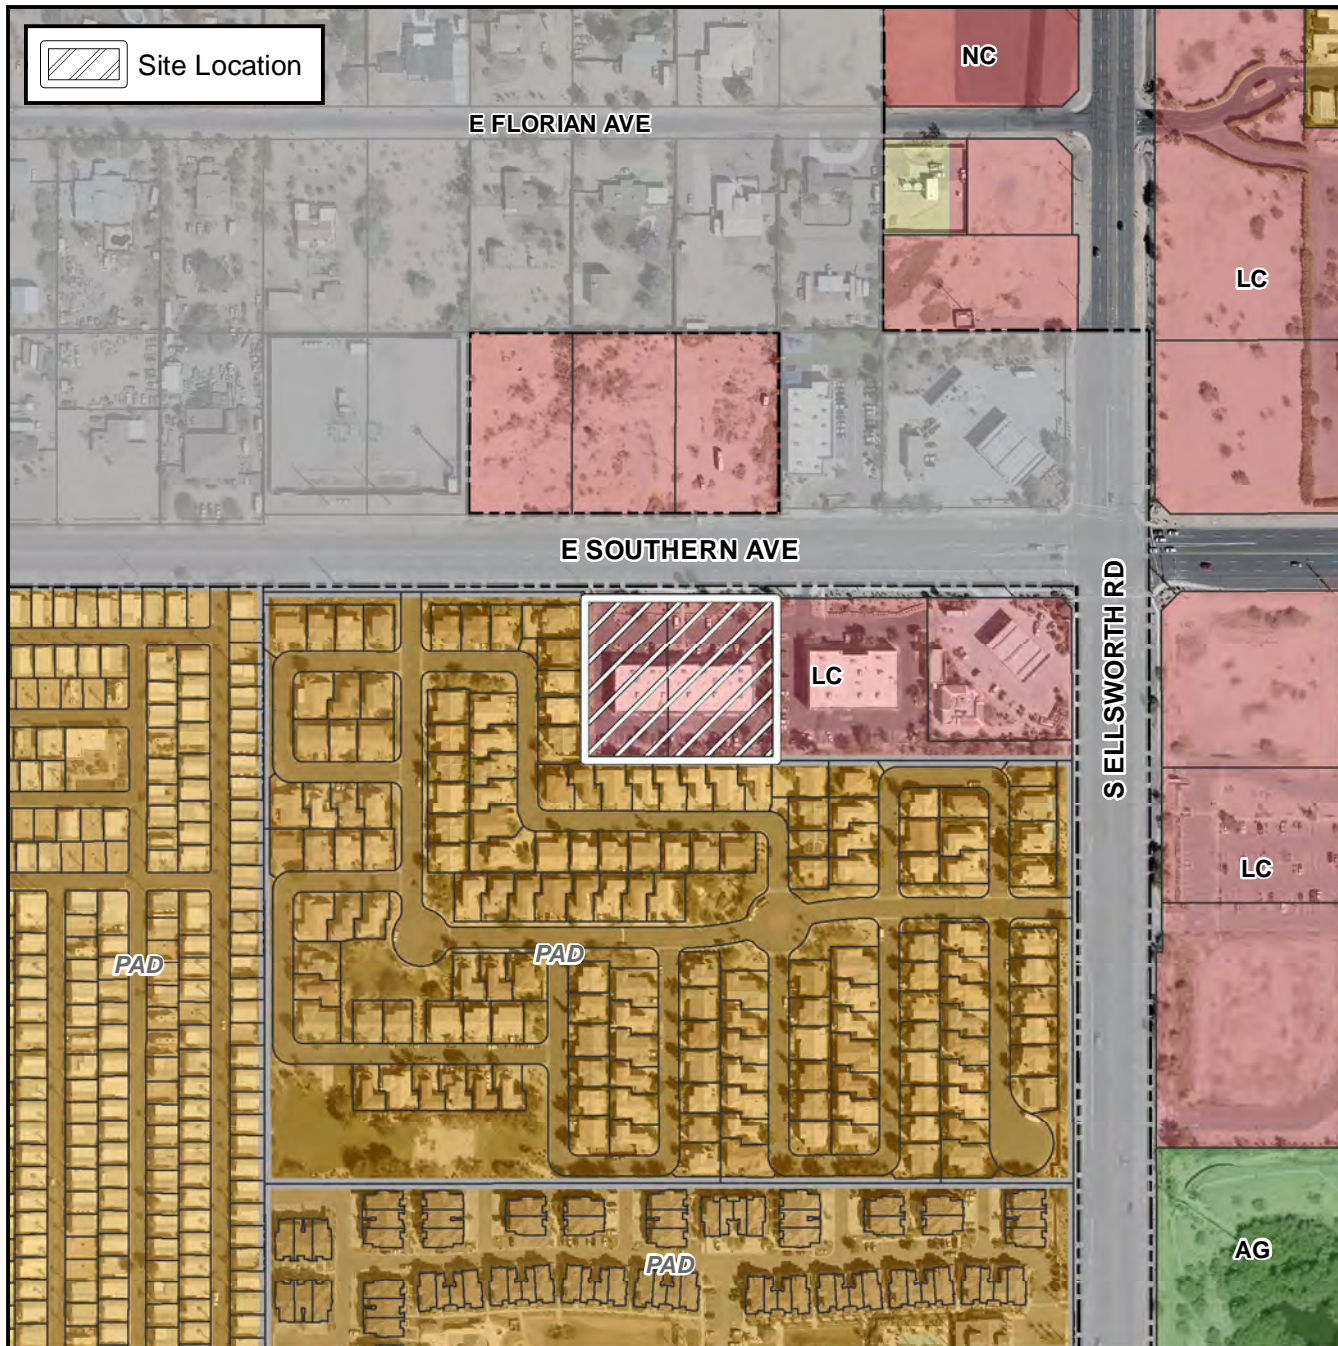 Site Location
NC
E FLORIAN AVE
LC
E SOUTHERN AVE
S ELLSWORTH RD
LC
LC
PAD
PAD
PAD
AG